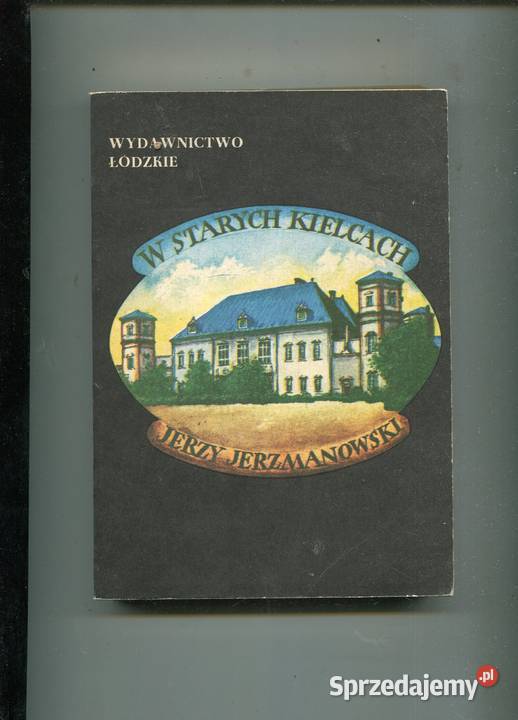 WYDAWNICTWO
ŁÓDZKIE
W STARYCH KIELCACH
JERZY JERZMANOWSKI
Sprzedajemy.pl